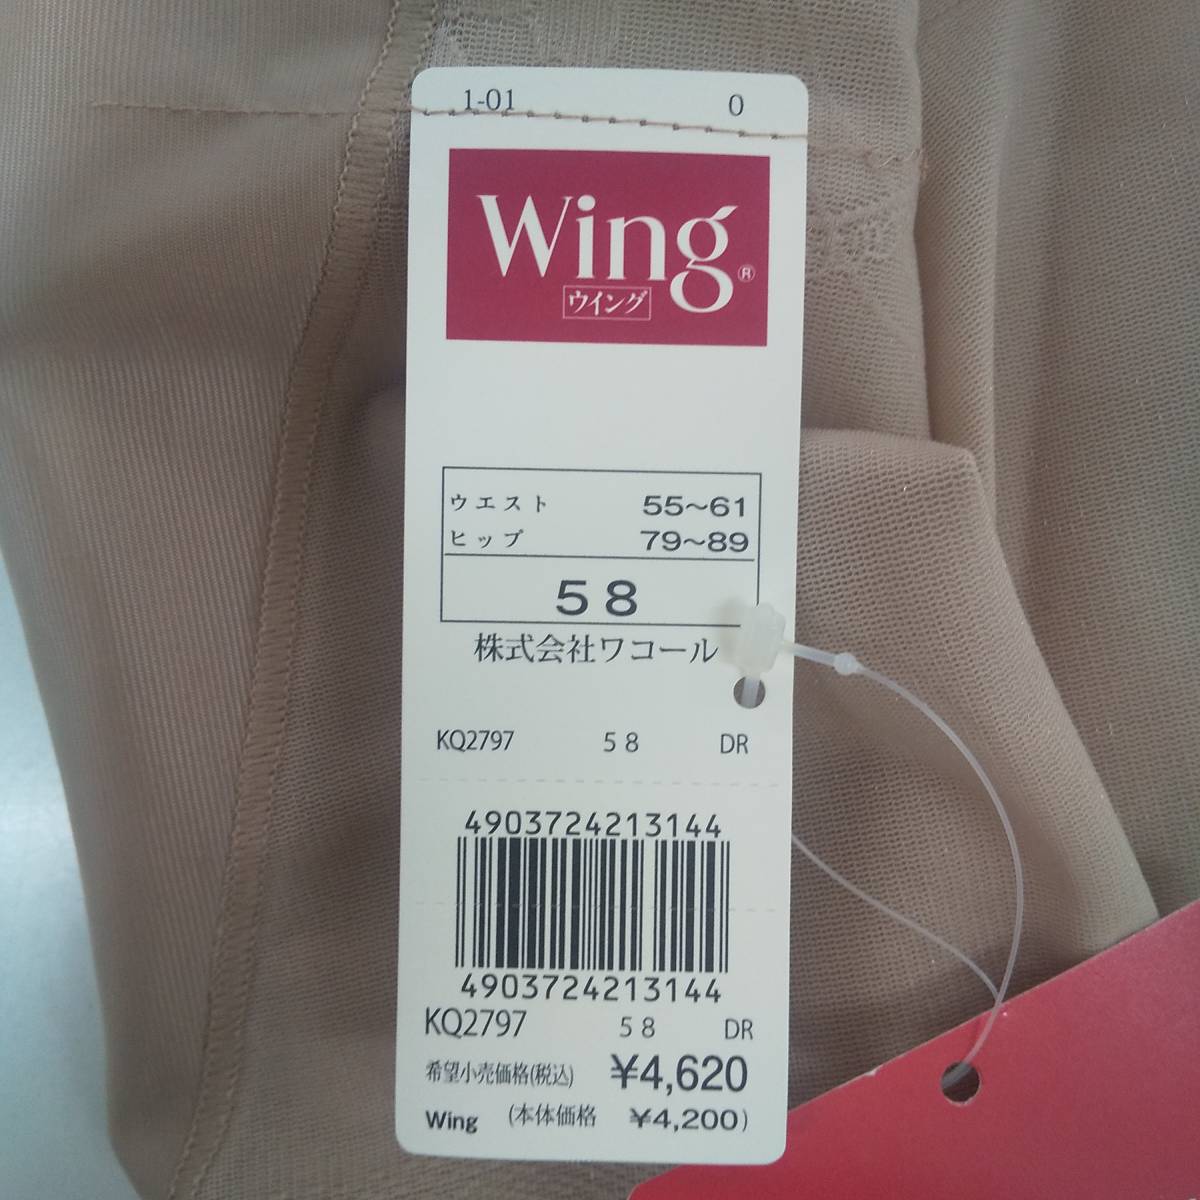 1-01 0
Wing®
ウイング
ウエスト 55〜61
ヒップ 79〜89
58
株式会社ワコール
KQ2797 58 DR
4903724213144
4903724213144
KQ2797 58 DR
希望小売価格(税込) ¥4,620
Wing (本体価格 ¥4,200)